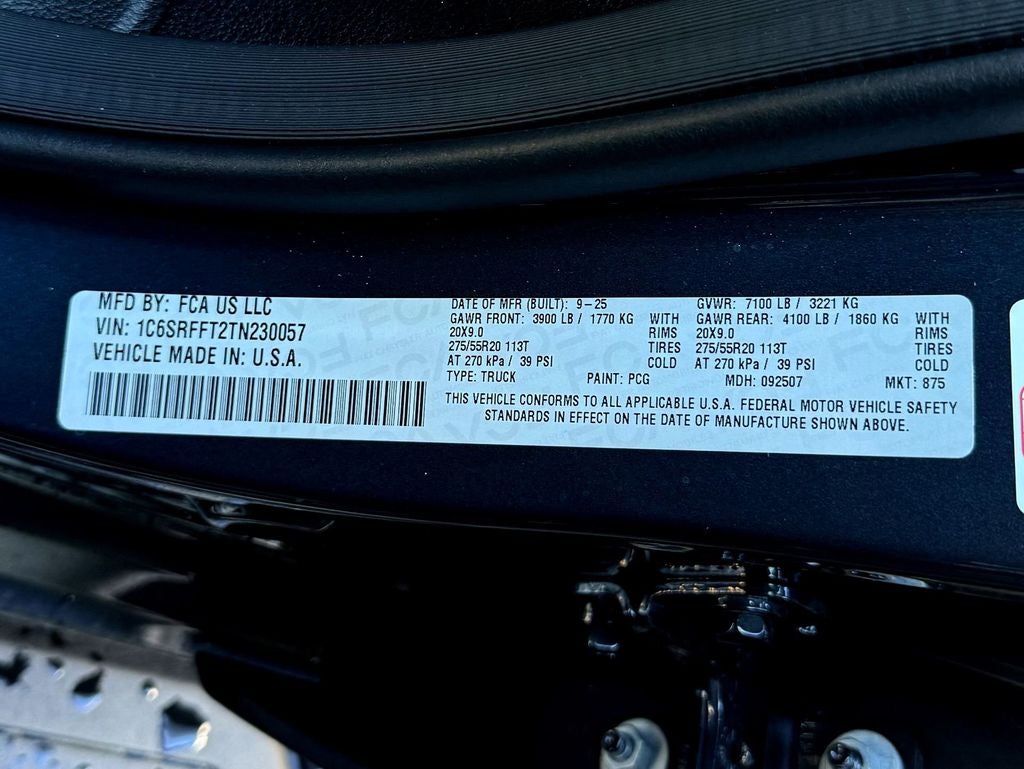 MFD BY: FCA US LLC
VIN: 1C6SRFFT2TN230057
VEHICLE MADE IN: U.S.A.
DATE OF MFR (BUILT): 9-25
GVWR: 7100 LB / 3221 KG
GAWR FRONT: 3900 LB / 1770 KG WITH
20X9.0 RIMS
275/55R20 113T TIRES
AT 270 kPa / 39 PSI COLD
GAWR REAR: 4100 LB / 1860 KG WITH
20X9.0 RIMS
275/55R20 113T TIRES
AT 270 kPa / 39 PSI COLD
TYPE: TRUCK PAINT: PCG MDH: 092507 MKT: 875
THIS VEHICLE CONFORMS TO ALL APPLICABLE U.S.A. FEDERAL MOTOR VEHICLE SAFETY
STANDARDS IN EFFECT ON THE DATE OF MANUFACTURE SHOWN ABOVE.